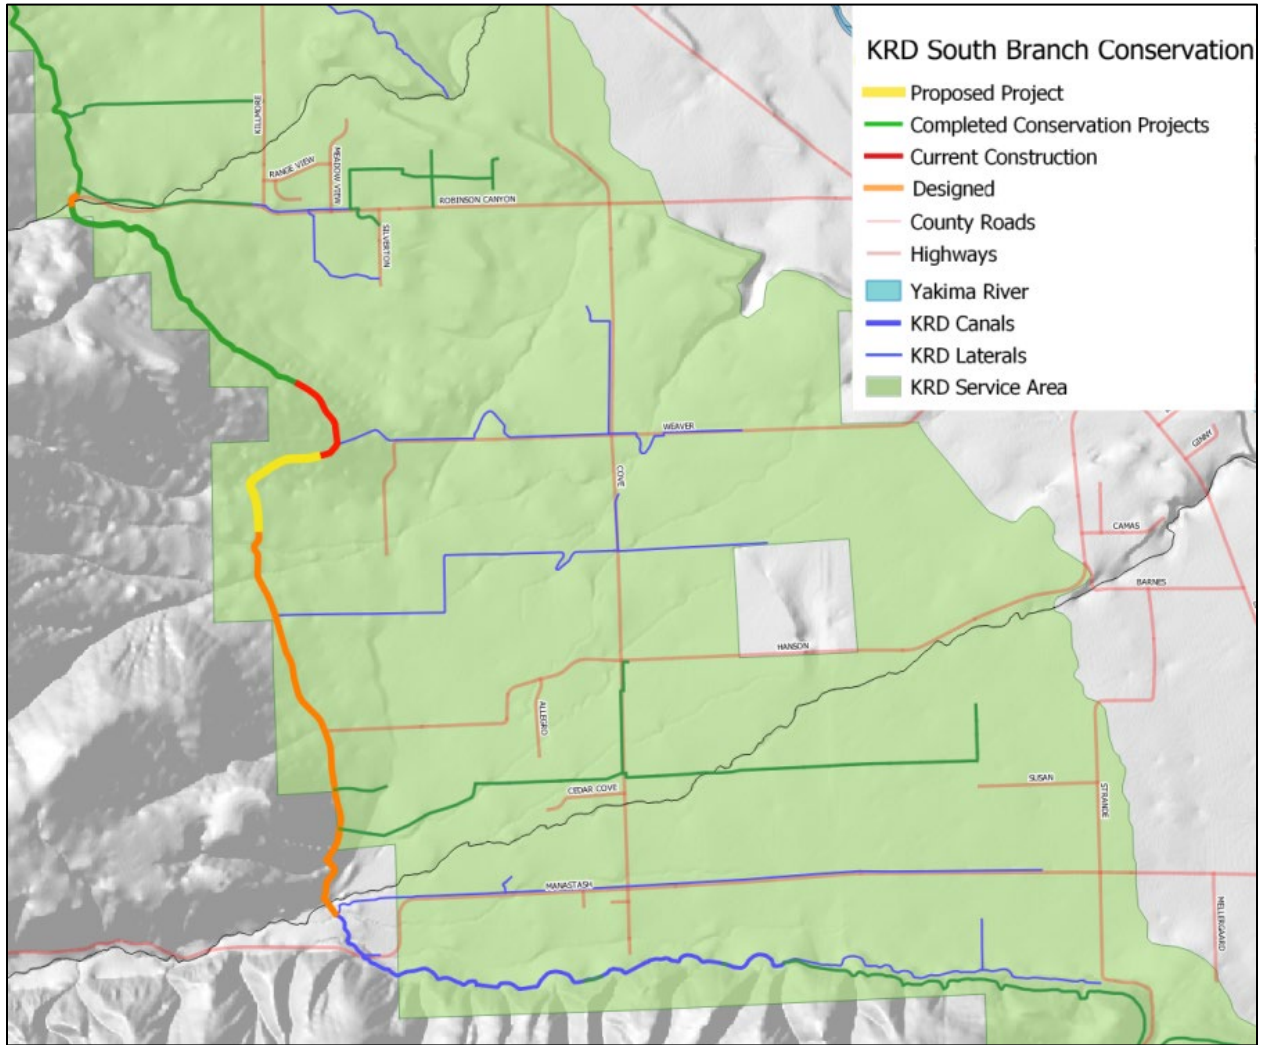 KRD South Branch Conservation
Proposed Project
Completed Conservation Projects
Current Construction
Designed
County Roads
Highways
Yakima River
KRD Canals
KRD Laterals
KRD Service Area
KILLMORE
RANGE VIEW
MEADOW VIEW
ROBINSON CANYON
SILVERTON
WEAVER
GINNY
COVE
CAMAS
BARNES
HANSON
ALLEGRO
SUSAN
CEDAR COVE
STRANDE
MANASTASH
MELLERGAARD